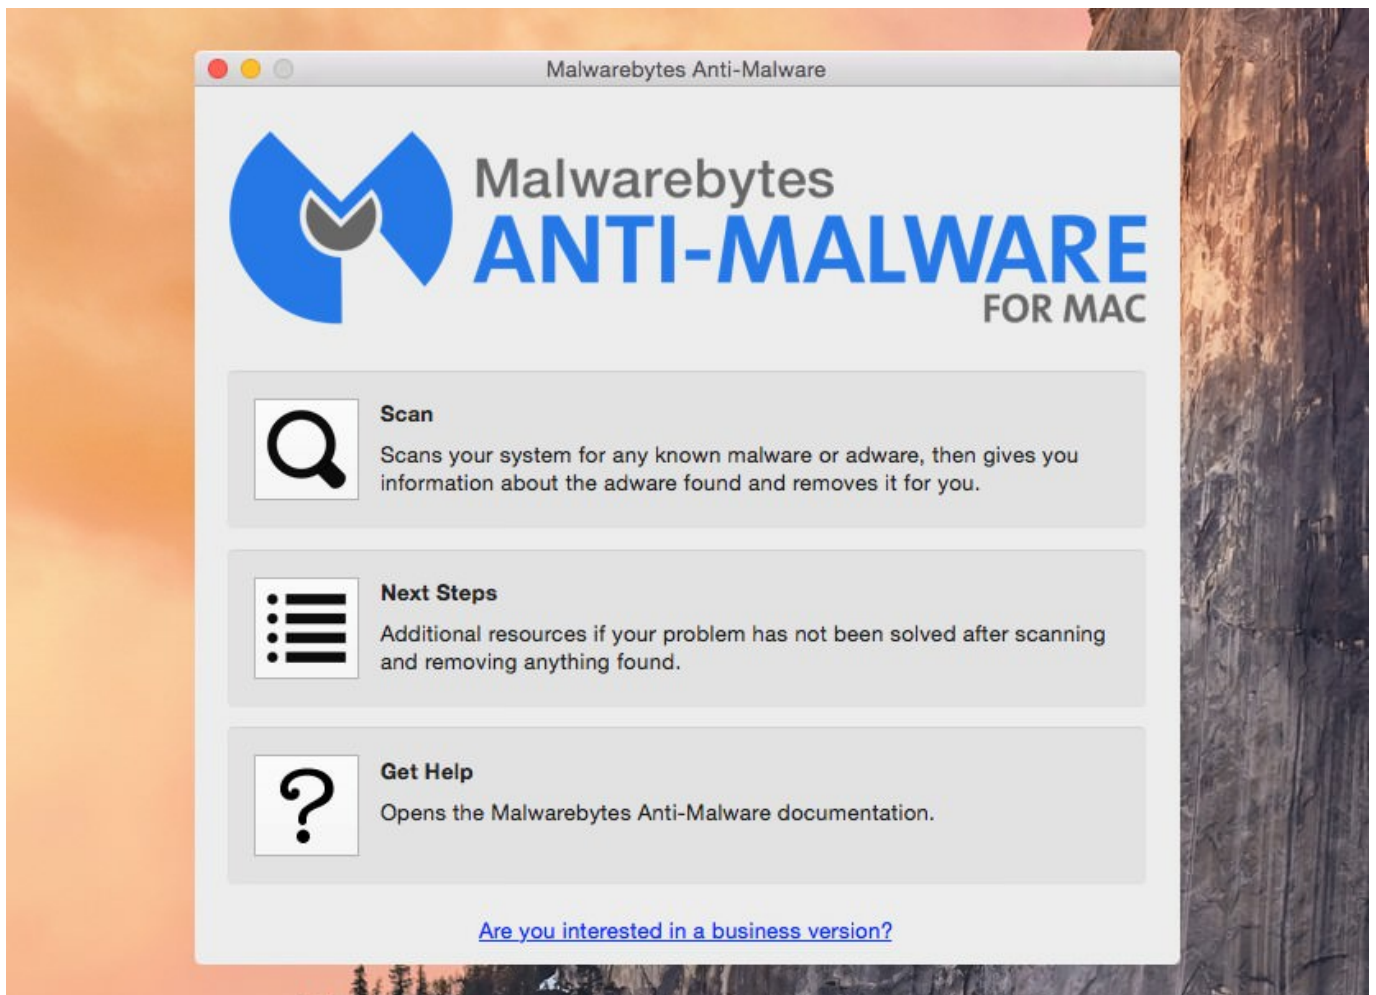 Malwarebytes Anti-Malware
Malwarebytes
ANTI-MALWARE
FOR MAC
Scan
Scans your system for any known malware or adware, then gives you
information about the adware found and removes it for you.
Next Steps
Additional resources if your problem has not been solved after scanning
and removing anything found.
Get Help
Opens the Malwarebytes Anti-Malware documentation.
Are you interested in a business version?